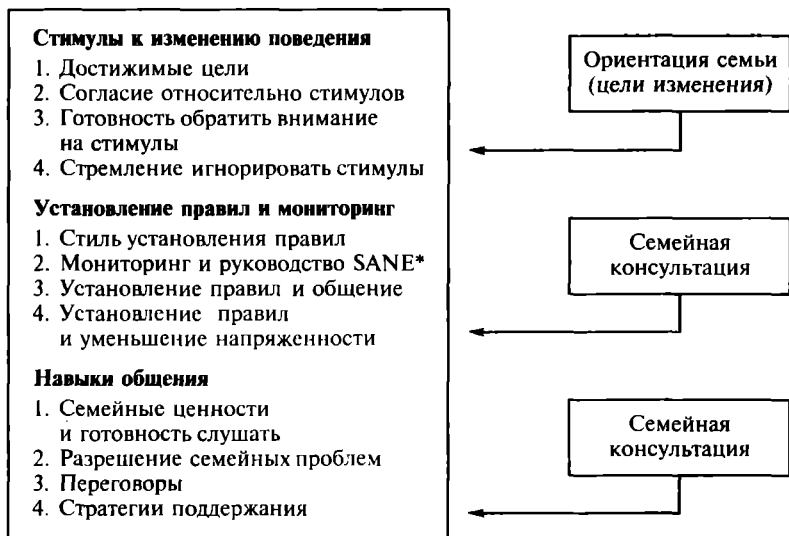 Стимулы к изменению поведения
1. Достижимые цели
2. Согласие относительно стимулов
3. Готовность обратить внимание
на стимулы
4. Стремление игнорировать стимулы
Установление правил и мониторинг
1. Стиль установления правил
2. Мониторинг и руководство SANE*
3. Установление правил и общение
4. Установление правил
и уменьшение напряженности
Навыки общения
1. Семейные ценности
и готовность слушать
2. Разрешение семейных проблем
3. Переговоры
4. Стратегии поддержания
Ориентация семьи
(цели изменения)
Семейная
консультация
Семейная
консультация